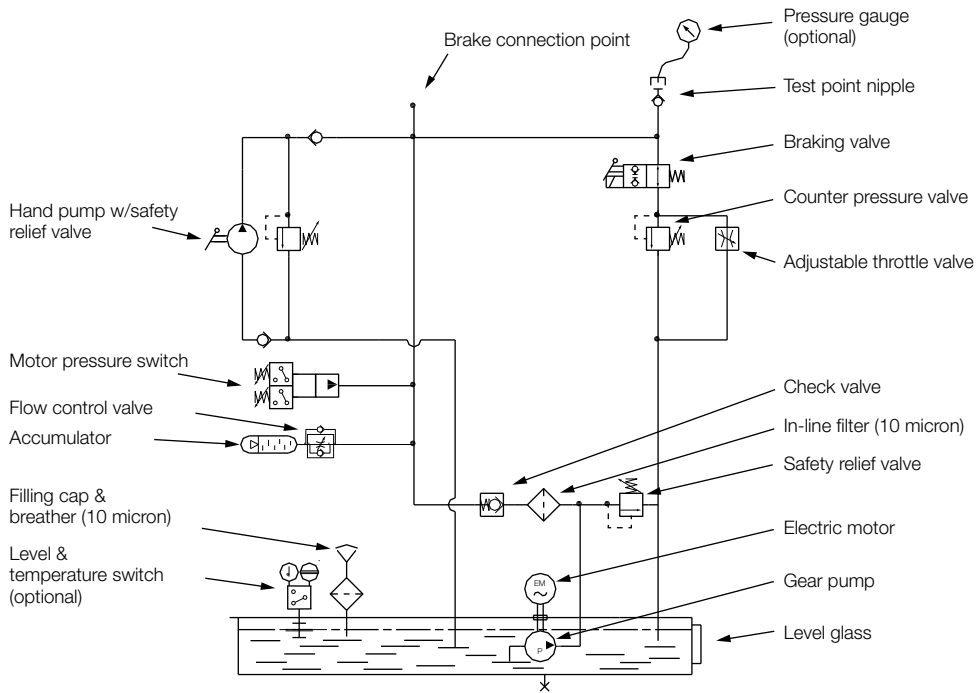 Pressure gauge
(optional)
Brake connection point
Test point nipple
Braking valve
Counter pressure valve
Hand pump w/safety
relief valve
Adjustable throttle valve
Motor pressure switch
Check valve
Flow control valve
In-line filter (10 micron)
Accumulator
Safety relief valve
Filling cap &
breather (10 micron)
Electric motor
Level &
temperature switch
(optional)
EM
Gear pump
Level glass
P